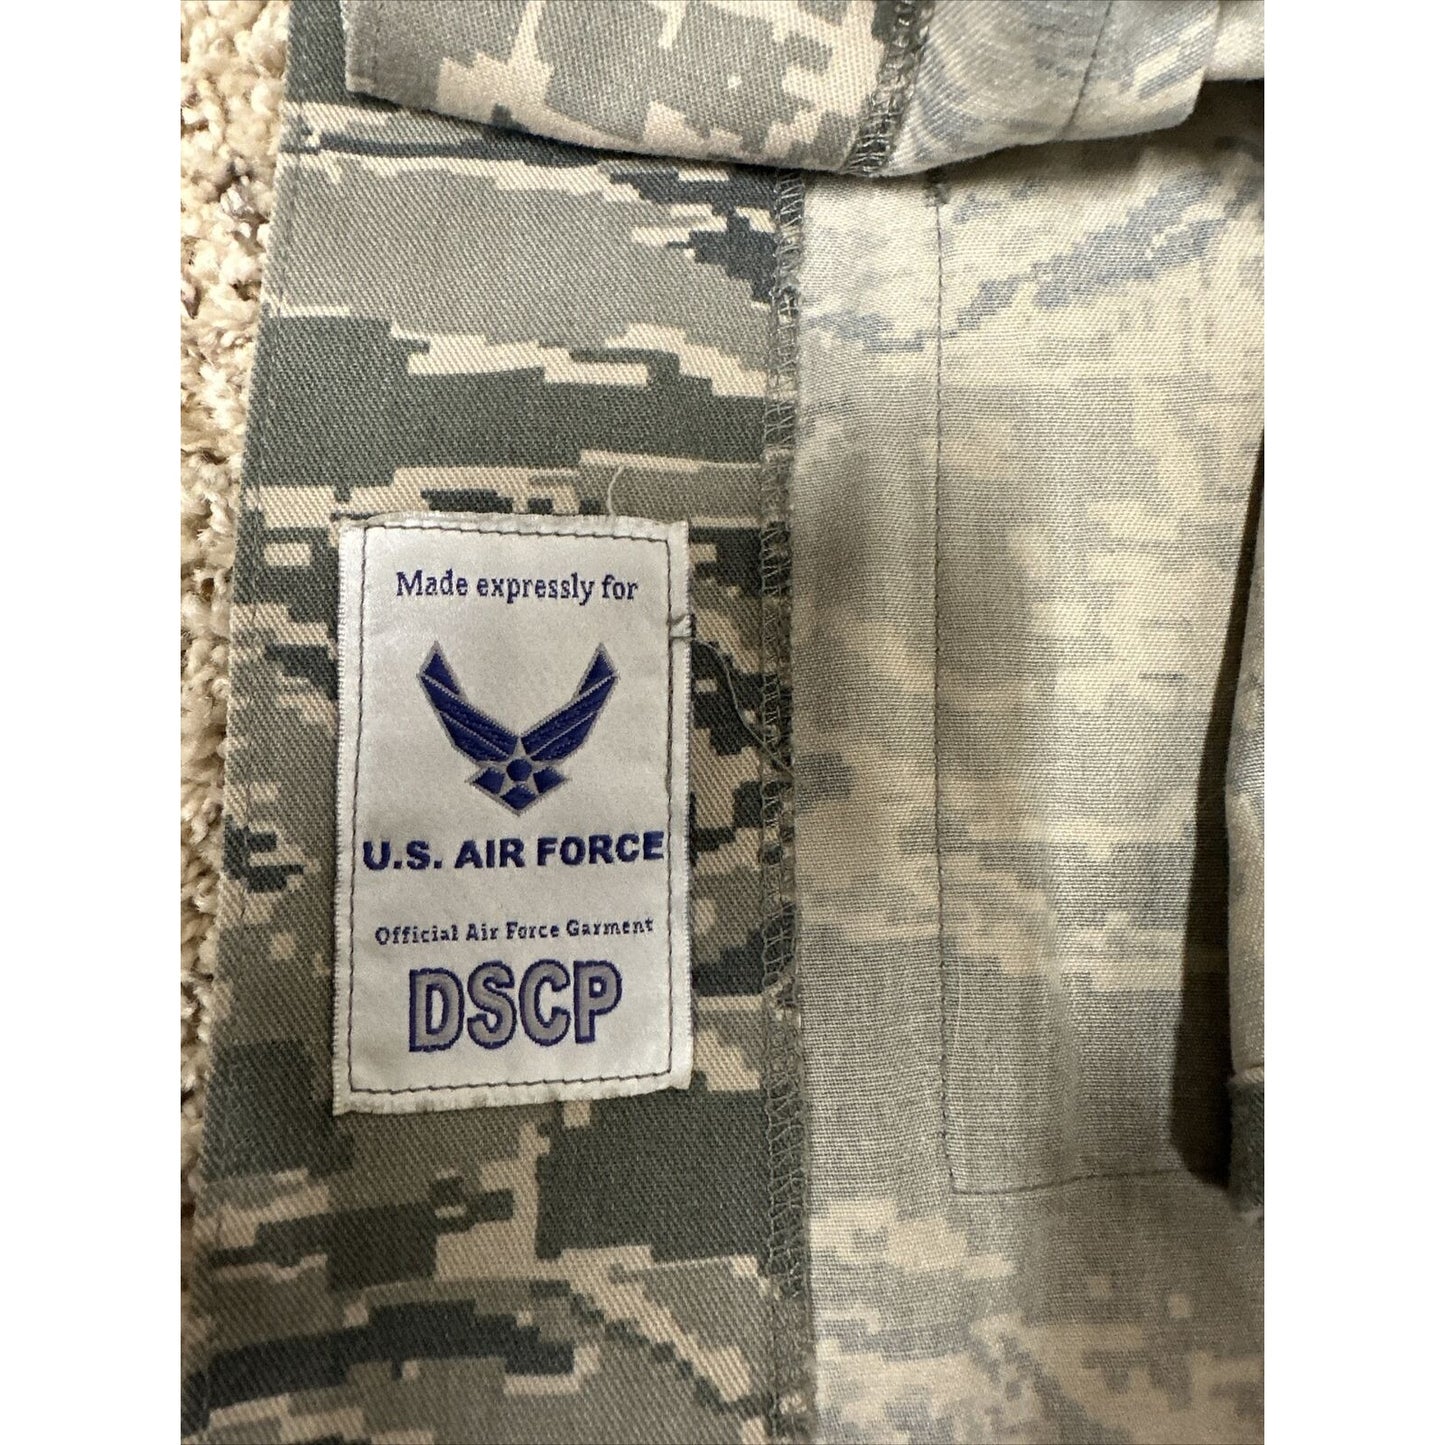 Made expressly for
U.S. AIR FORCE
Official Air Force Garment
DSCP